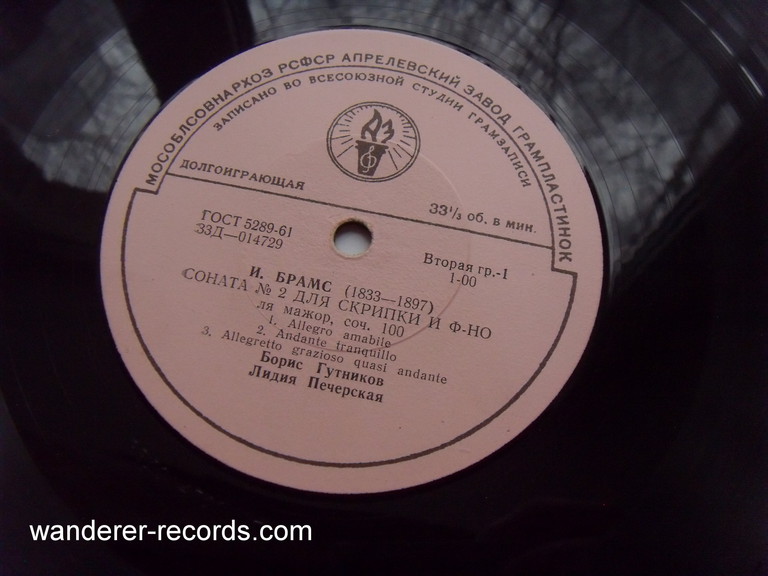 МОСОБЛСОВНАРХОЗ РСФСР АПРЕЛЕВСКИЙ ЗАВОД ГРАМПЛАСТИНОК
ЗАПИСАНО ВО ВСЕСОЮЗНОЙ СТУДИИ ГРАМЗАПИСИ
АЗ
ДОЛГОИГРАЮЩАЯ
33⅓ об. в мин.
ГОСТ 5289-61
33Д—014729
Вторая гр.-1
1-00
И. БРАМС (1833—1897)
СОНАТА № 2 ДЛЯ СКРИПКИ И Ф-НО
ля мажор, соч. 100
1. Allegro amabile
2. Andante tranquillo
3. Allegretto grazioso quasi andante
Борис Гутников
Лидия Печерская
wanderer-records.com